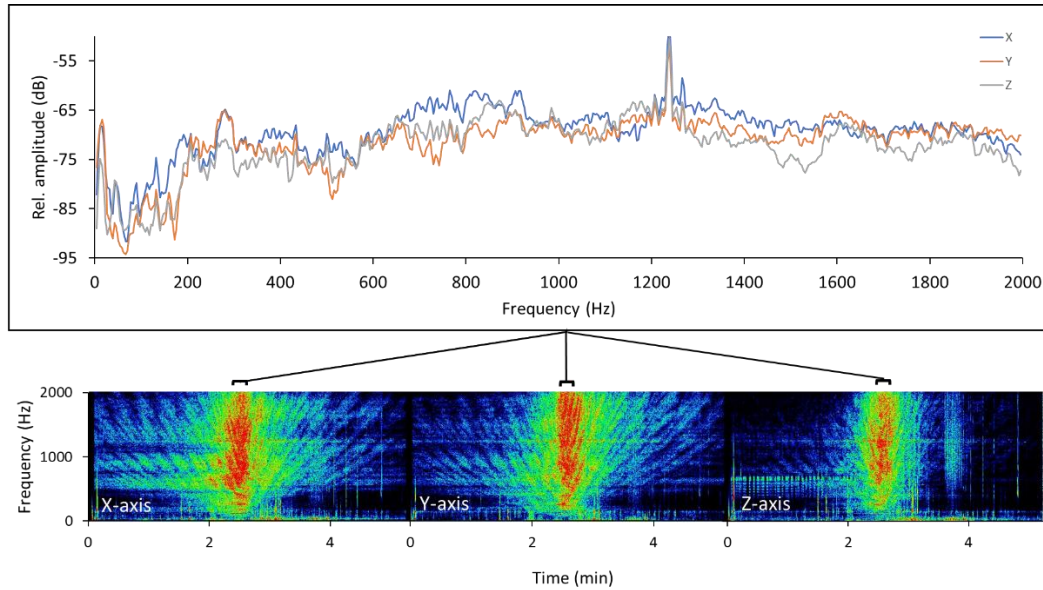 X
Y
Z
Rel. amplitude (dB)
-55
-65
-75
-85
-95
0 200 400 600 800 1000 1200 1400 1600 1800 2000
Frequency (Hz)
Frequency (Hz)
2000
1000
0
X-axis Y-axis Z-axis
0 2 4 0 2 4 0 2 4
Time (min)